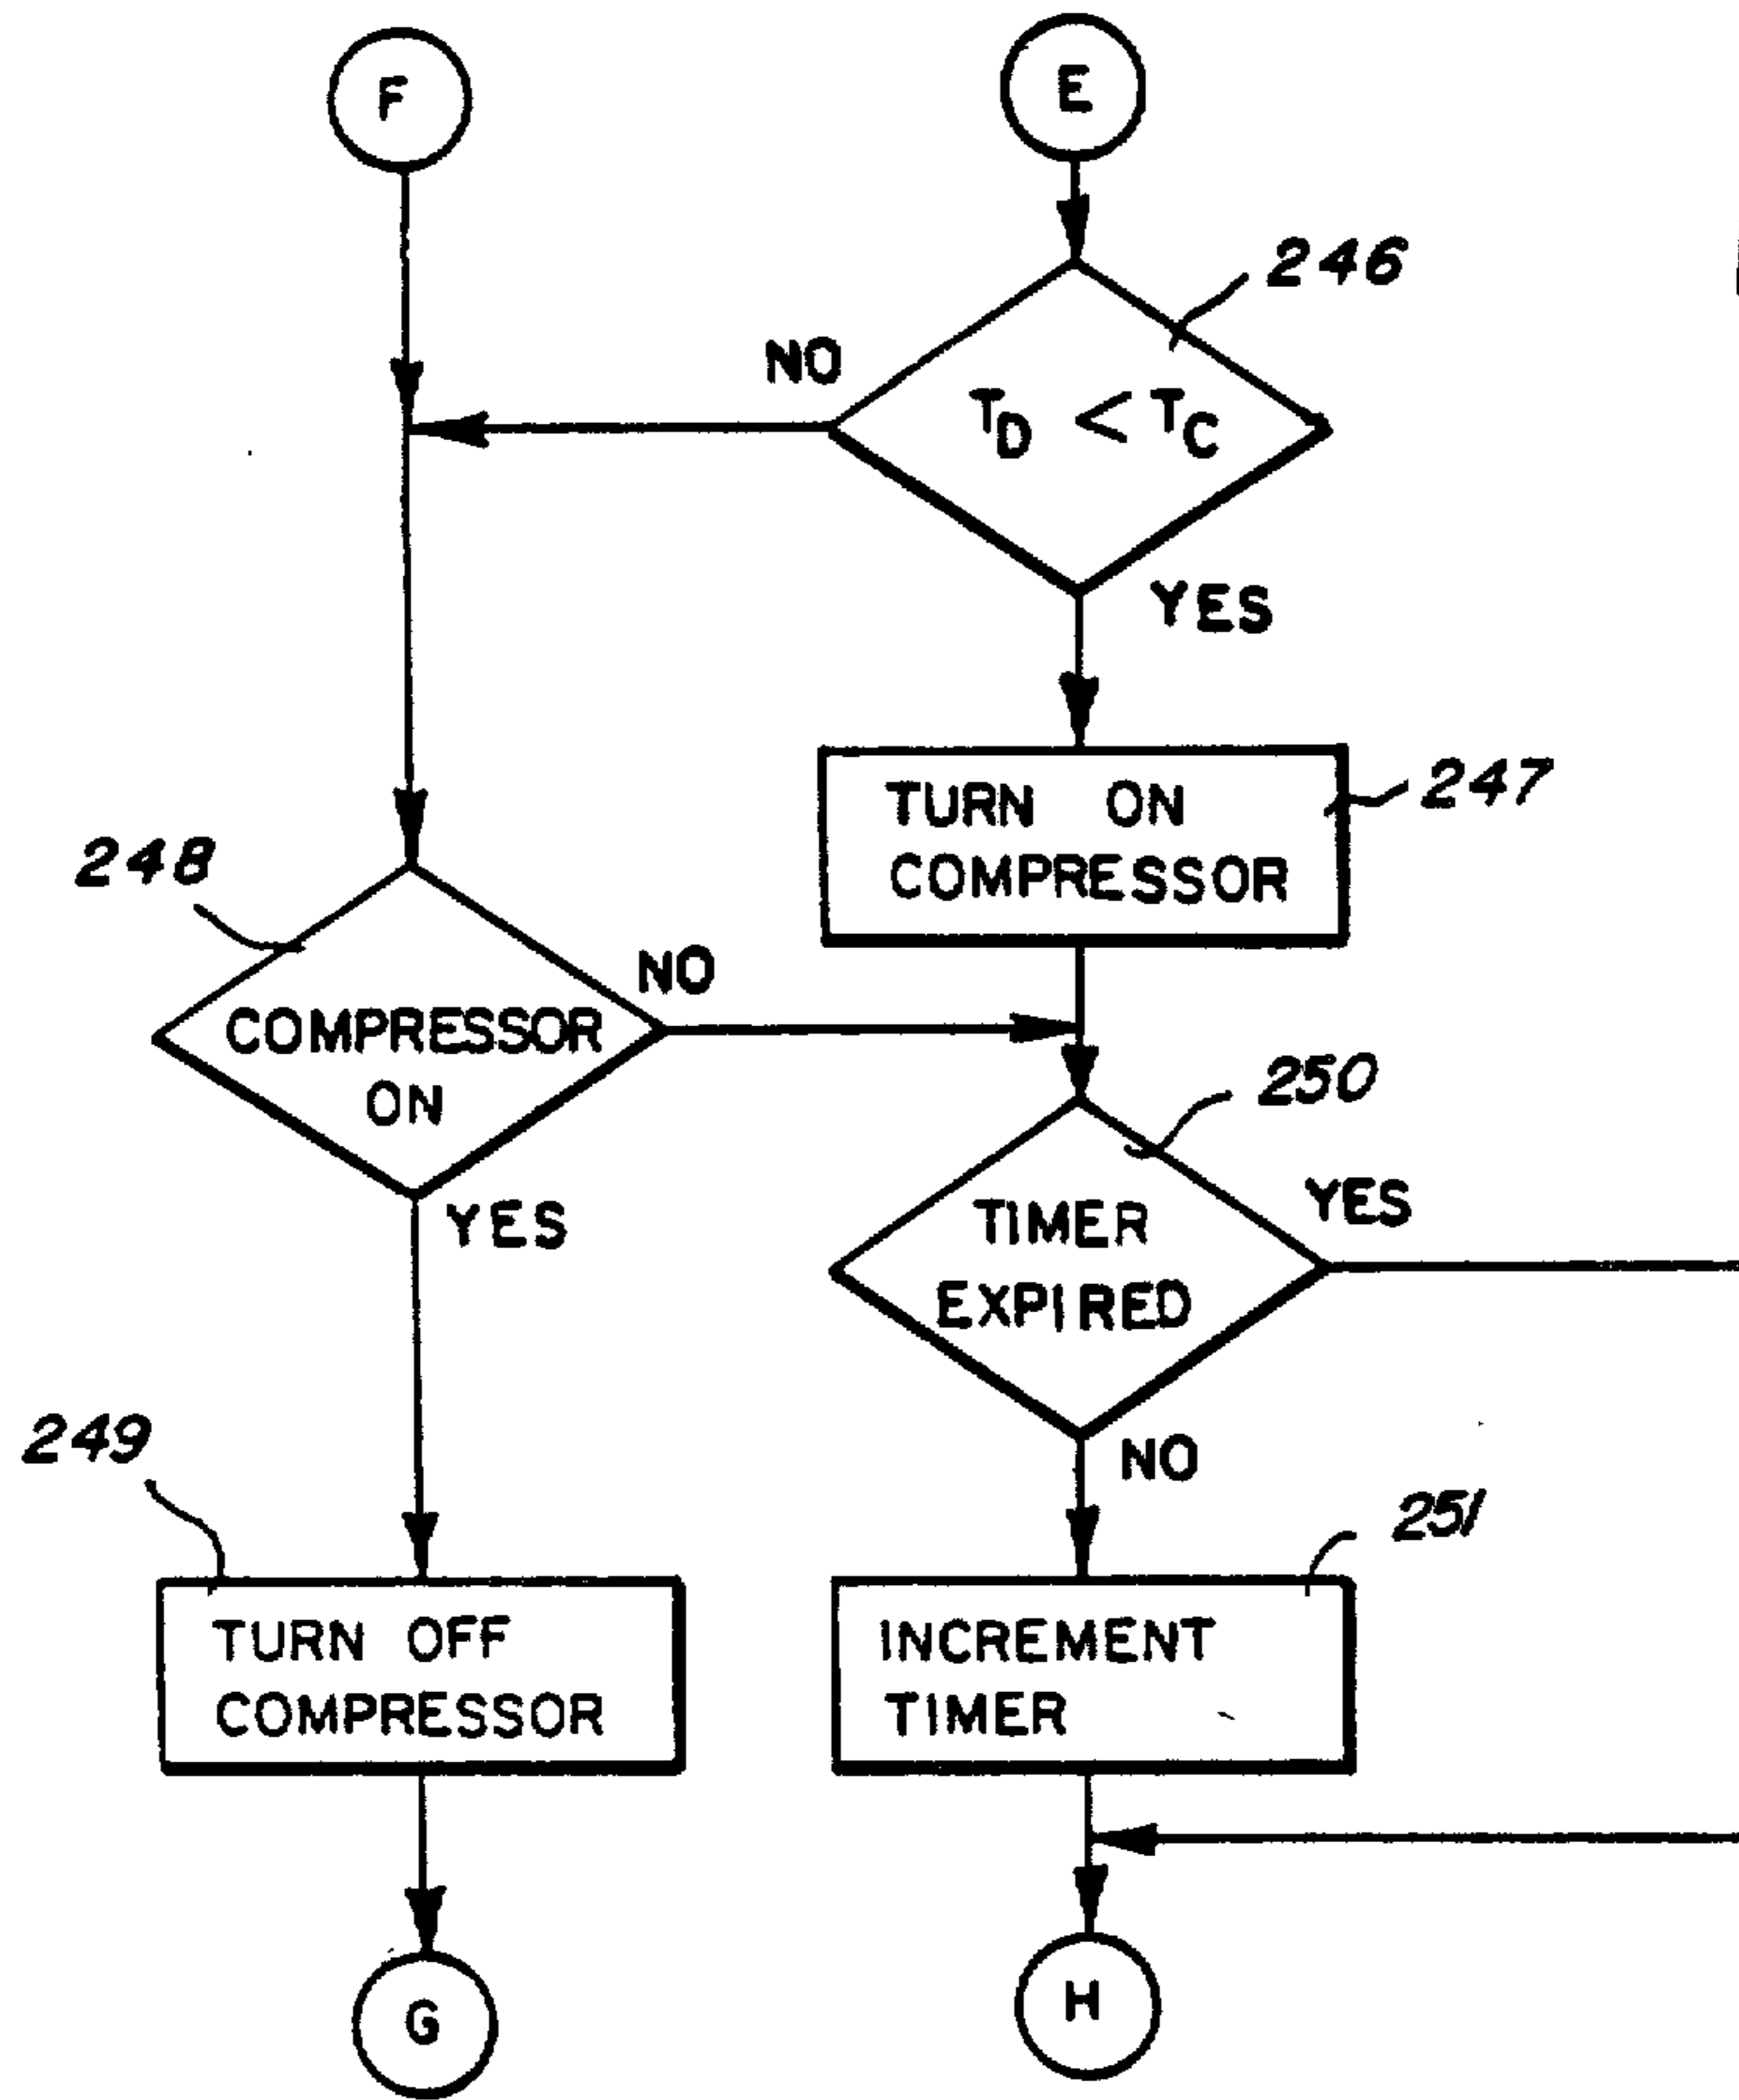 F
E
246
NO
T_D < T_C
YES
TURN ON
COMPRESSOR
247
248
COMPRESSOR
ON
NO
YES
250
TIMER
EXPIRED
YES
NO
249
TURN OFF
COMPRESSOR
251
INCREMENT
TIMER
G
H